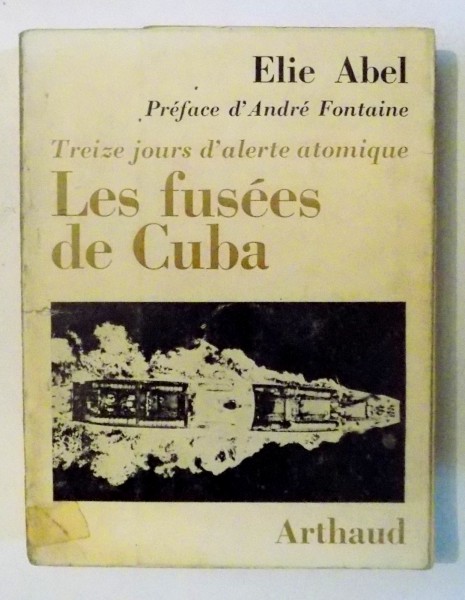 Elie Abel
Préface d'André Fontaine
Treize jours d'alerte atomique
Les fusées
de Cuba
Arthaud